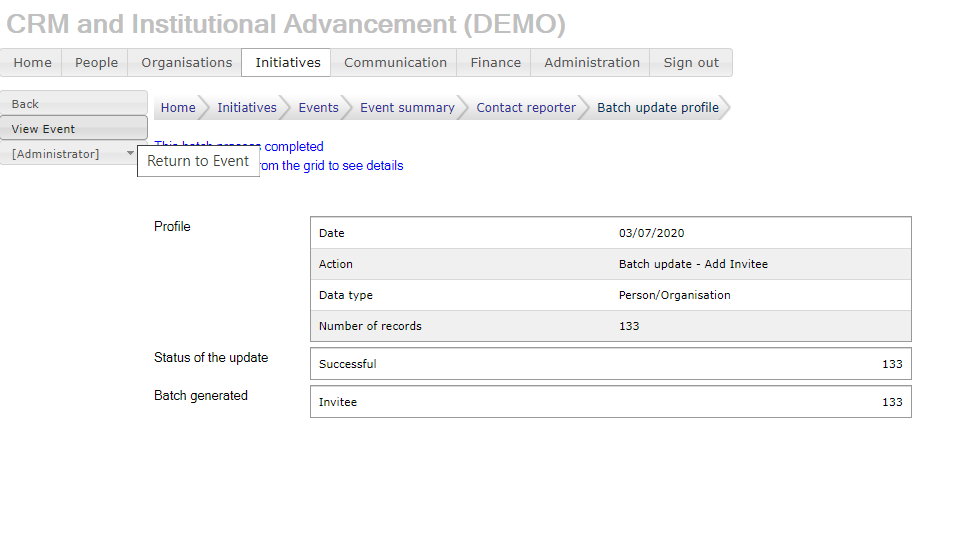 CRM and Institutional Advancement (DEMO)
Home People Organisations Initiatives Communication Finance Administration Sign out
Back
View Event
[Administrator]
Home Initiatives Events Event summary Contact reporter Batch update profile
This batch process completed
Return to Event
from the grid to see details
Profile
Date 03/07/2020
Action Batch update - Add Invitee
Data type Person/Organisation
Number of records 133
Status of the update
Successful 133
Batch generated
Invitee 133